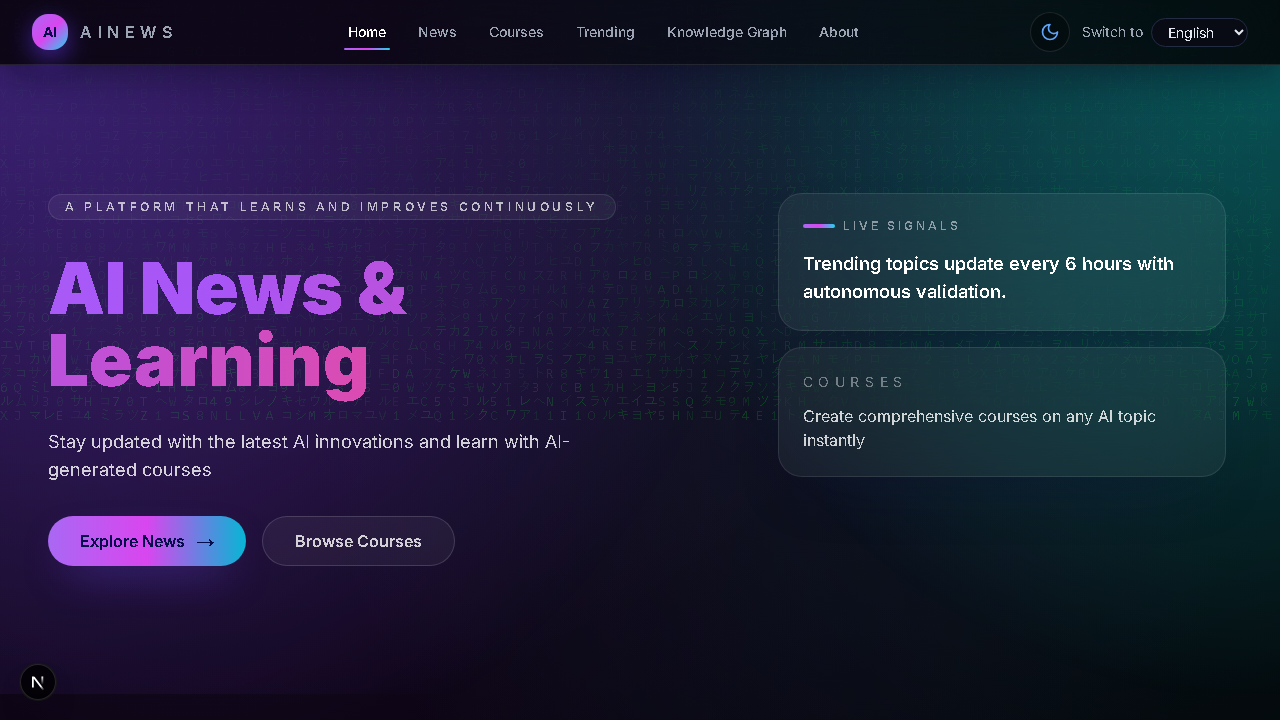 AI
AINEWS
Home
News
Courses
Trending
Knowledge Graph
About
Switch to
English
A PLATFORM THAT LEARNS AND IMPROVES CONTINUOUSLY
AI News &
Learning
Stay updated with the latest AI innovations and learn with AI-
generated courses
Explore News →
Browse Courses
LIVE SIGNALS
Trending topics update every 6 hours with
autonomous validation.
COURSES
Create comprehensive courses on any AI topic
instantly
N